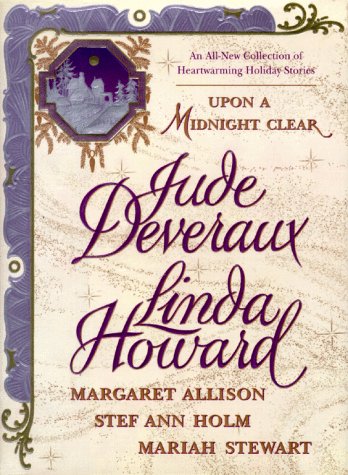 An All-New Collection of
Heartwarming Holiday Stories
UPON A
MIDNIGHT CLEAR
Jude
Deveraux
Linda
Howard
MARGARET ALLISON
STEF ANN HOLM
MARIAH STEWART